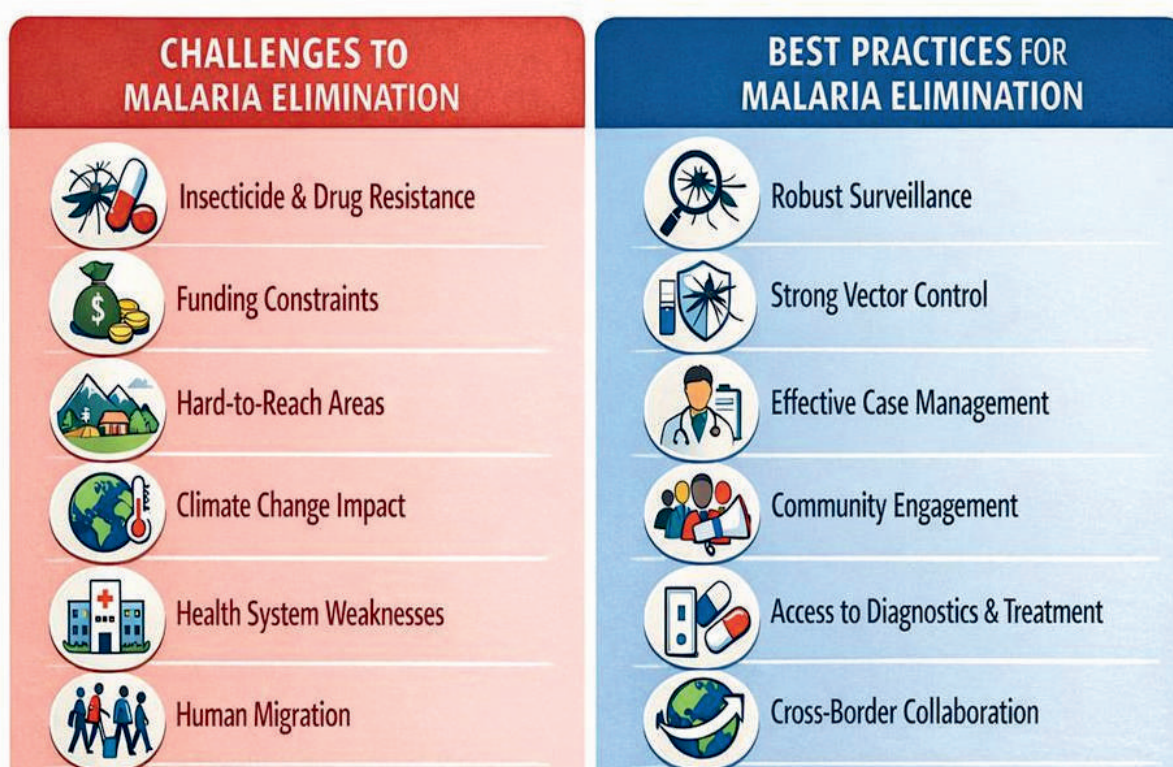 CHALLENGES TO
MALARIA ELIMINATION
Insecticide & Drug Resistance
$
Funding Constraints
Hard-to-Reach Areas
Climate Change Impact
Health System Weaknesses
Human Migration
BEST PRACTICES FOR
MALARIA ELIMINATION
Robust Surveillance
Strong Vector Control
Effective Case Management
Community Engagement
Access to Diagnostics & Treatment
Cross-Border Collaboration